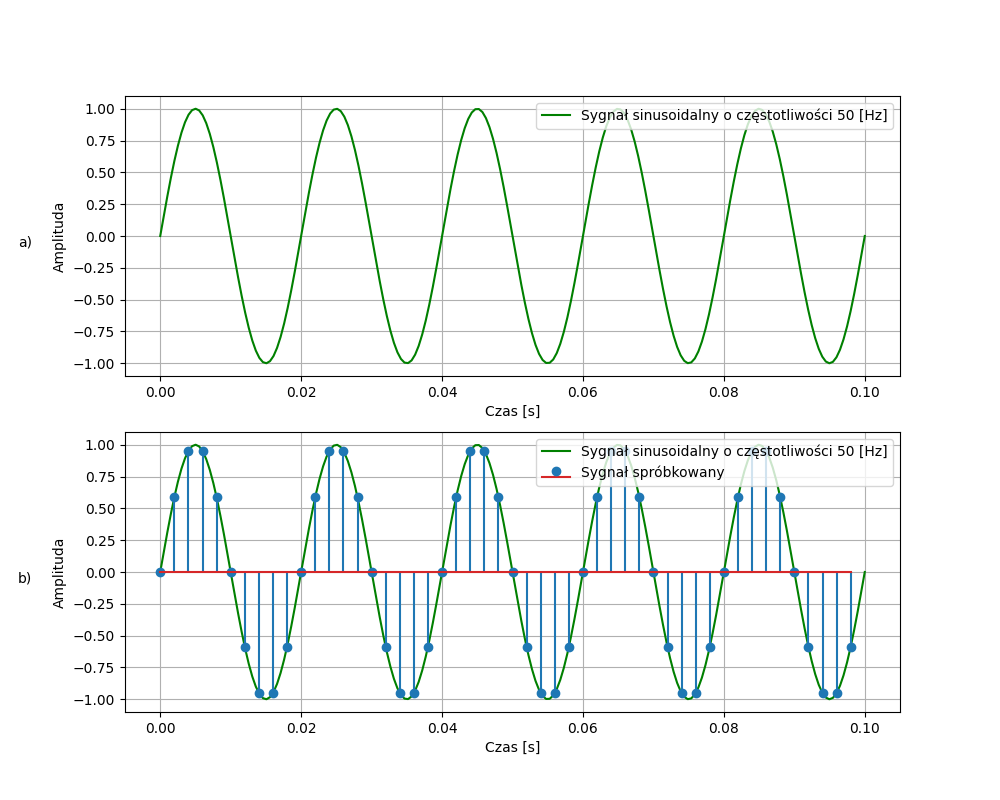 Sygnał sinusoidalny o częstotliwości 50 [Hz]
1.00
0.75
0.50
0.25
0.00
−0.25
−0.50
−0.75
−1.00
Amplituda
a)
0.00 0.02 0.04 0.06 0.08 0.10
Czas [s]
Sygnał sinusoidalny o częstotliwości 50 [Hz]
Sygnał spróbkowany
1.00
0.75
0.50
0.25
0.00
−0.25
−0.50
−0.75
−1.00
Amplituda
b)
0.00 0.02 0.04 0.06 0.08 0.10
Czas [s]